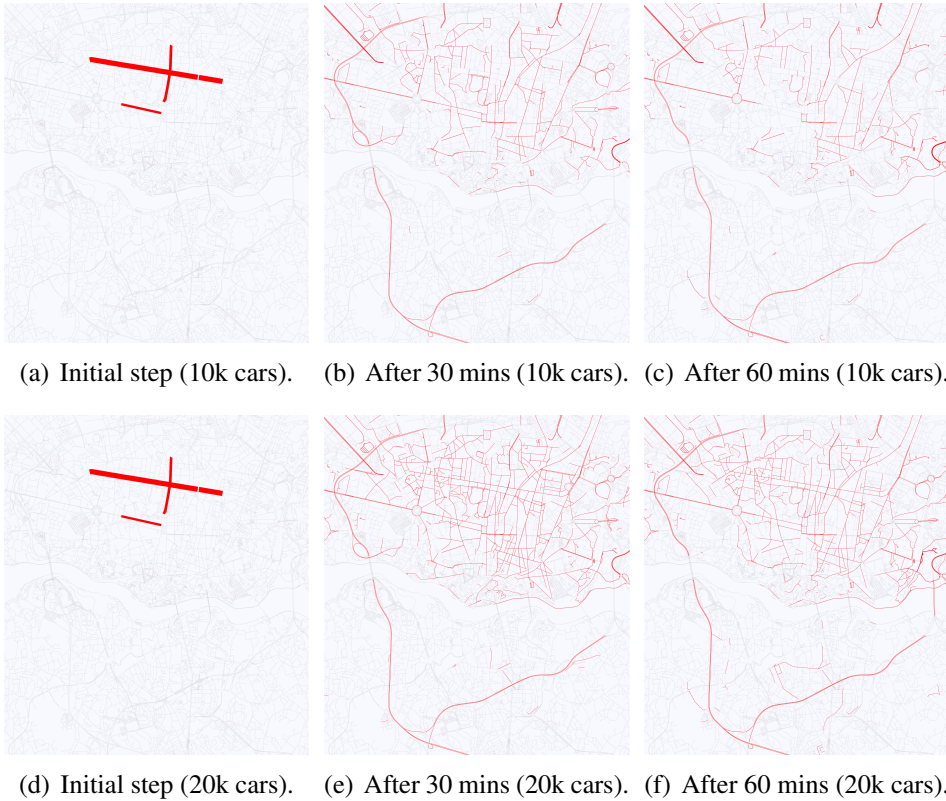 (a) Initial step (10k cars).
(b) After 30 mins (10k cars).
(c) After 60 mins (10k cars).
(d) Initial step (20k cars).
(e) After 30 mins (20k cars).
(f) After 60 mins (20k cars).